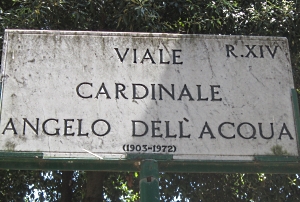 VIALE R.XIV
CARDINALE
ANGELO DELL'ACQUA
(1903-1972)